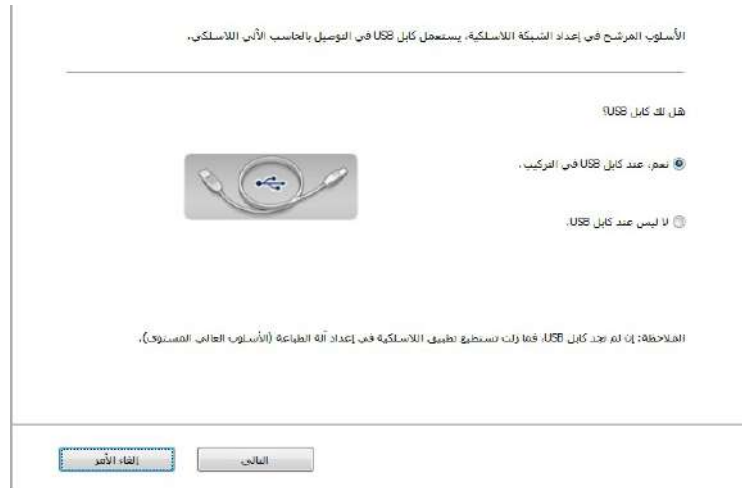 الأسلوب المرشح في إعداد الشبكة اللاسلكية، يستعمل كابل USB في التوصيل بالحاسب الآلي اللاسلكي.
هل لك كابل USB؟
نعم، عند كابل USB في التركيب.
لا ليس عند كابل USB.
الملاحظة: إن لم تجد كابل USB، فما زلت تستطيع تطبيق اللاسلكية في إعداد آلة الطباعة (الأسلوب العالي المستوى).
التالي
إلغاء الأمر